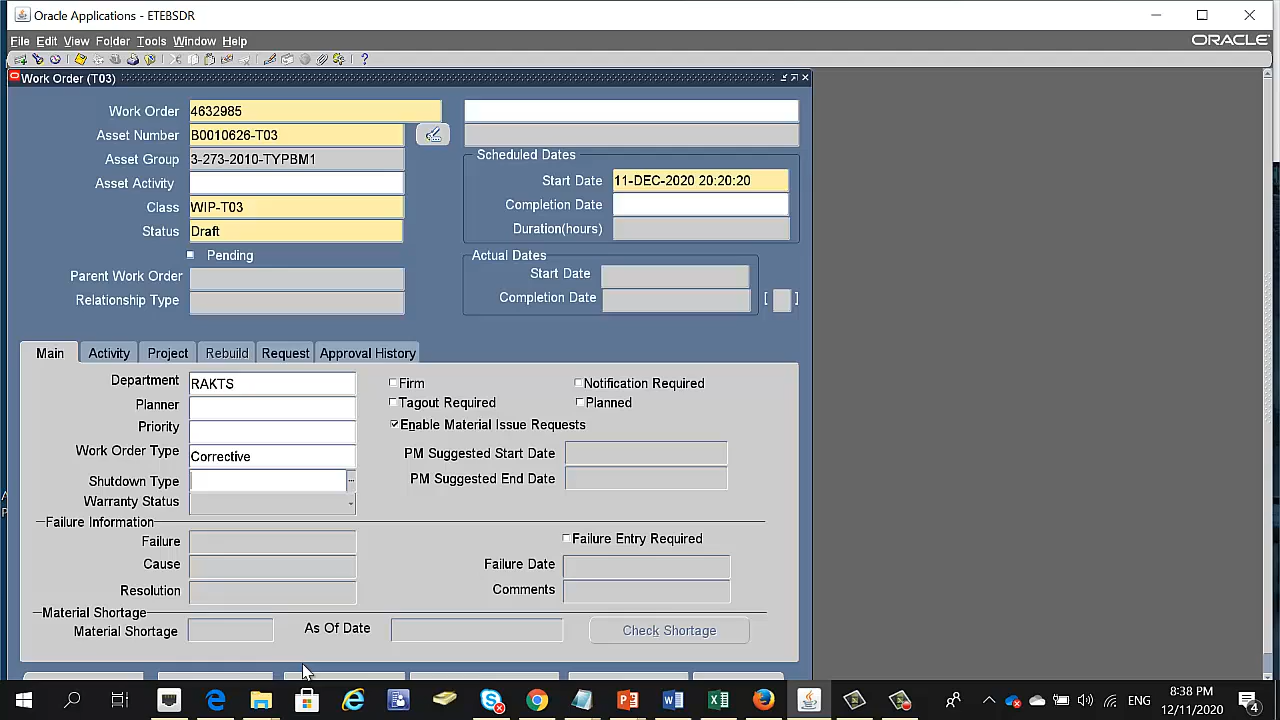 Oracle Applications - ETEBSDR
File Edit View Folder Tools Window Help
ORACLE
Work Order (T03)
Work Order 4632985
Asset Number B0010626-T03
Asset Group 3-273-2010-TYPBM1
Asset Activity
Class WIP-T03
Status Draft
Pending
Parent Work Order
Relationship Type
Scheduled Dates
Start Date 11-DEC-2020 20:20:20
Completion Date
Duration(hours)
Actual Dates
Start Date
Completion Date [ ]
Main Activity Project Rebuild Request Approval History
Department RAKTS
Planner
Priority
Work Order Type Corrective
Shutdown Type
Warranty Status
Firm Notification Required
Tagout Required Planned
Enable Material Issue Requests
PM Suggested Start Date
PM Suggested End Date
Failure Information
Failure
Cause
Resolution
Failure Entry Required
Failure Date
Comments
Material Shortage
Material Shortage As Of Date Check Shortage
ENG 8:38 PM
12/11/2020
4